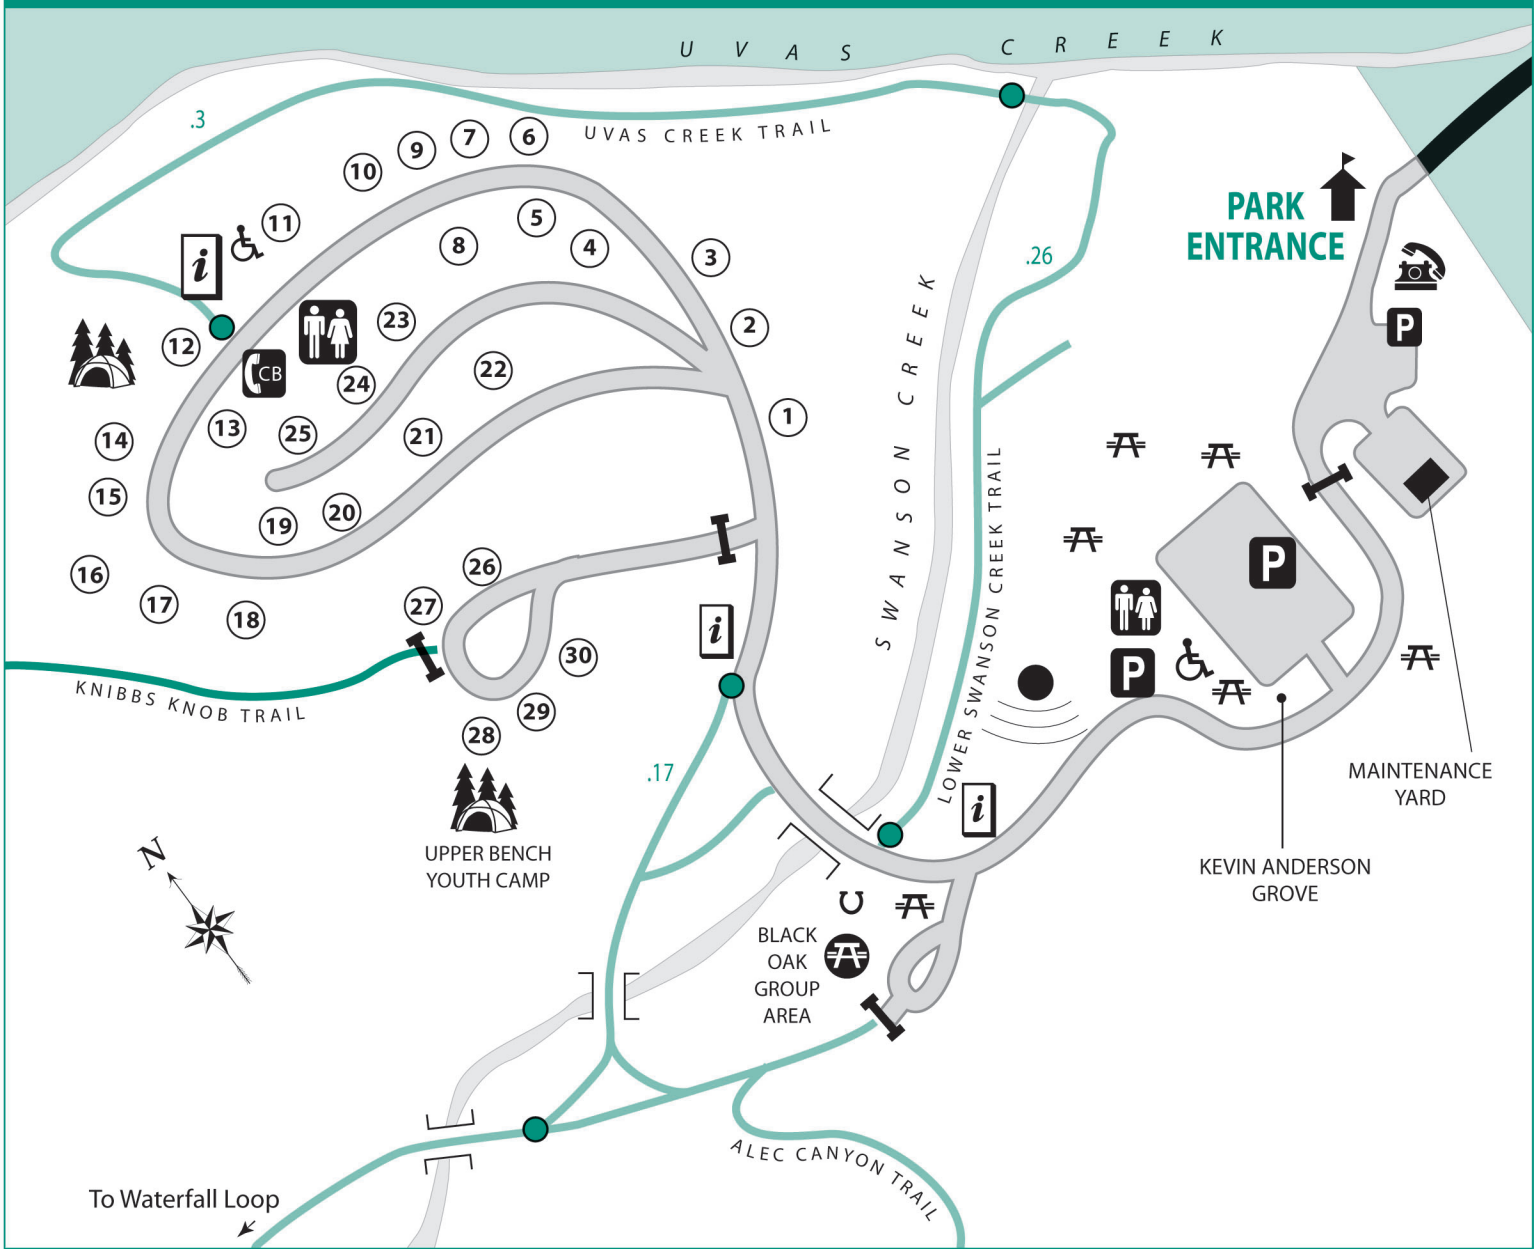 UVAS CREEK
.3
UVAS CREEK TRAIL
6
7
9
10
11
i
5
8
4
3
PARK
ENTRANCE
.26
2
23
12
CB
24
22
P
1
13
25
21
14
15
19
20
SWANSON CREEK
LOWER SWANSON CREEK TRAIL
16
17
18
26
27
30
29
28
i
P
P
KNIBBS KNOB TRAIL
UPPER BENCH
YOUTH CAMP
.17
i
MAINTENANCE
YARD
KEVIN ANDERSON
GROVE
N
BLACK
OAK
GROUP
AREA
ALEC CANYON TRAIL
To Waterfall Loop